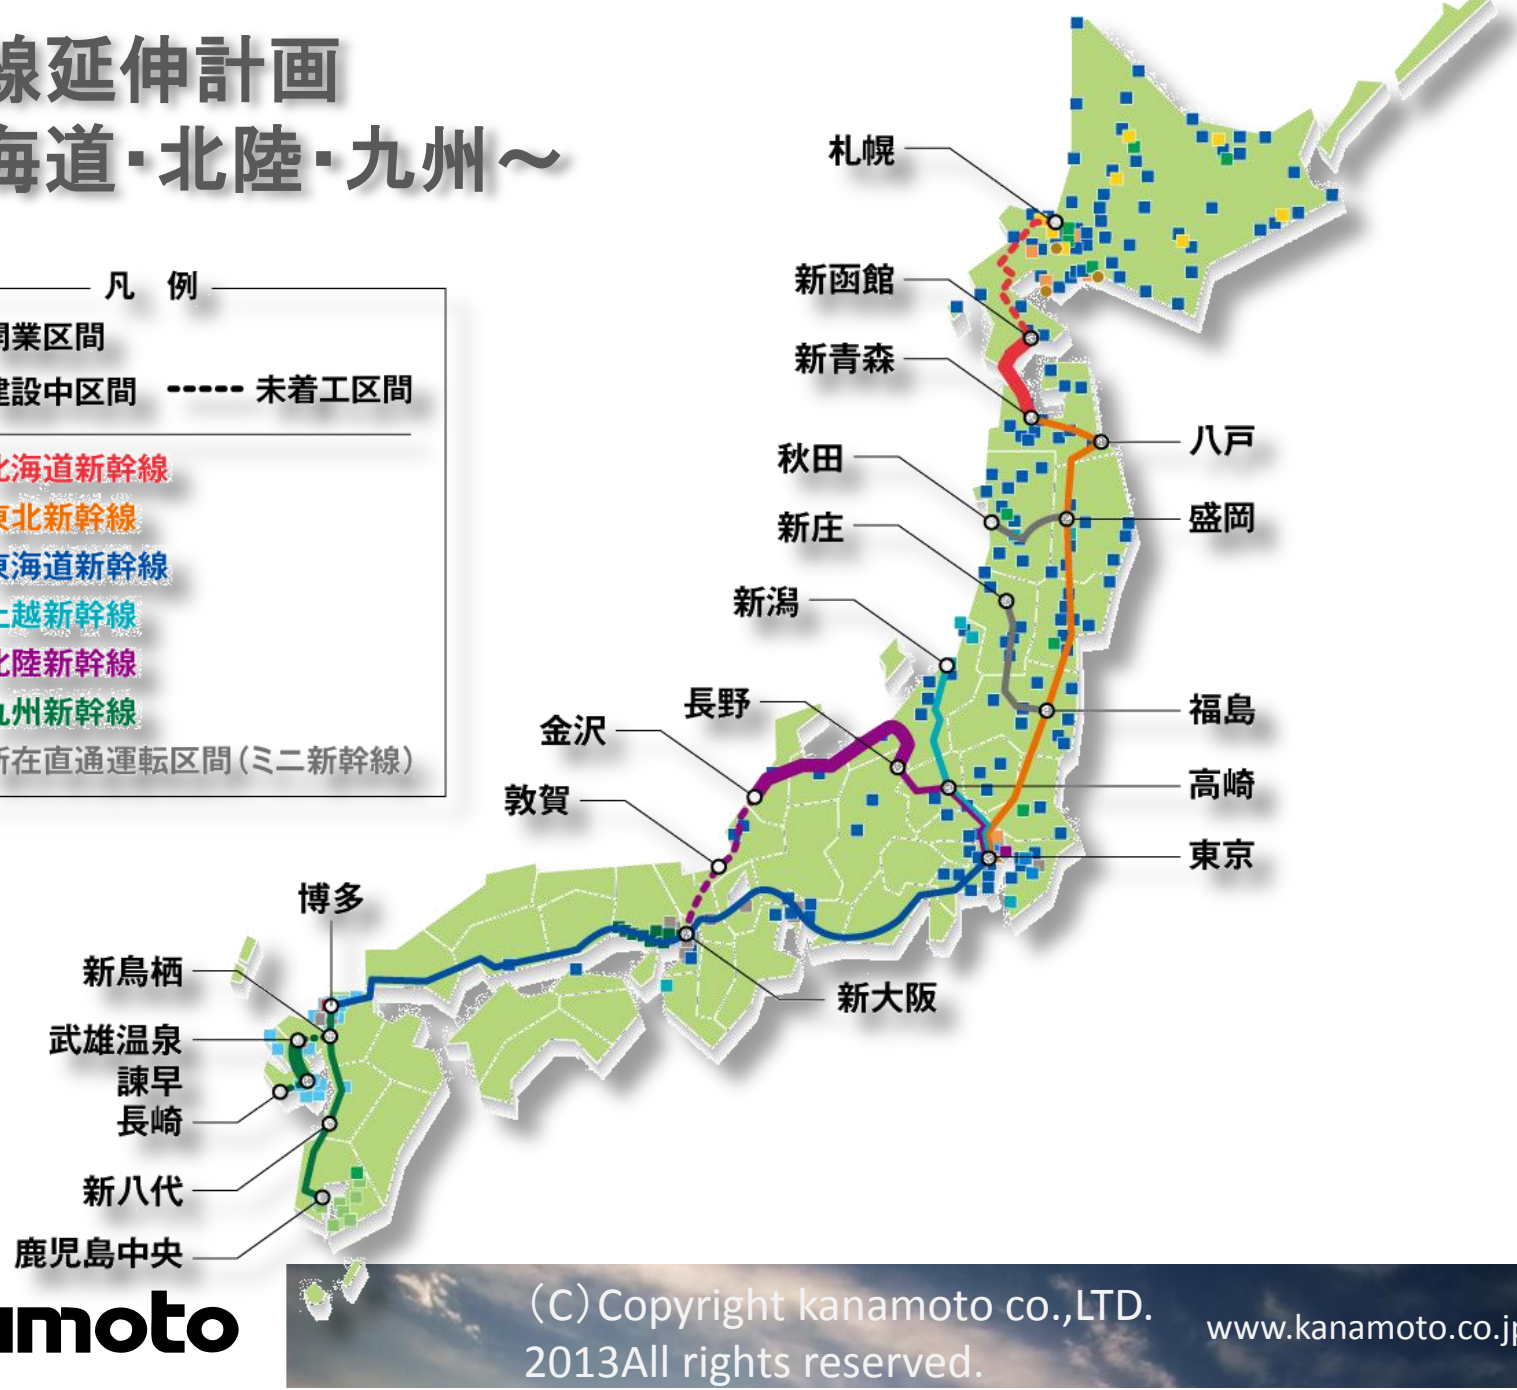 線延伸計画
海道・北陸・九州～
凡 例
開業区間
建設中区間 ----- 未着工区間
北海道新幹線
東北新幹線
東海道新幹線
上越新幹線
北陸新幹線
九州新幹線
新在直通運転区間（ミニ新幹線）
札幌
新函館
新青森
八戸
秋田
盛岡
新庄
新潟
長野
福島
金沢
高崎
敦賀
東京
博多
新鳥栖
新大阪
武雄温泉
諫早
長崎
新八代
鹿児島中央
amoto
（C）Copyright kanamoto co.,LTD.
2013All rights reserved.
www.kanamoto.co.jp